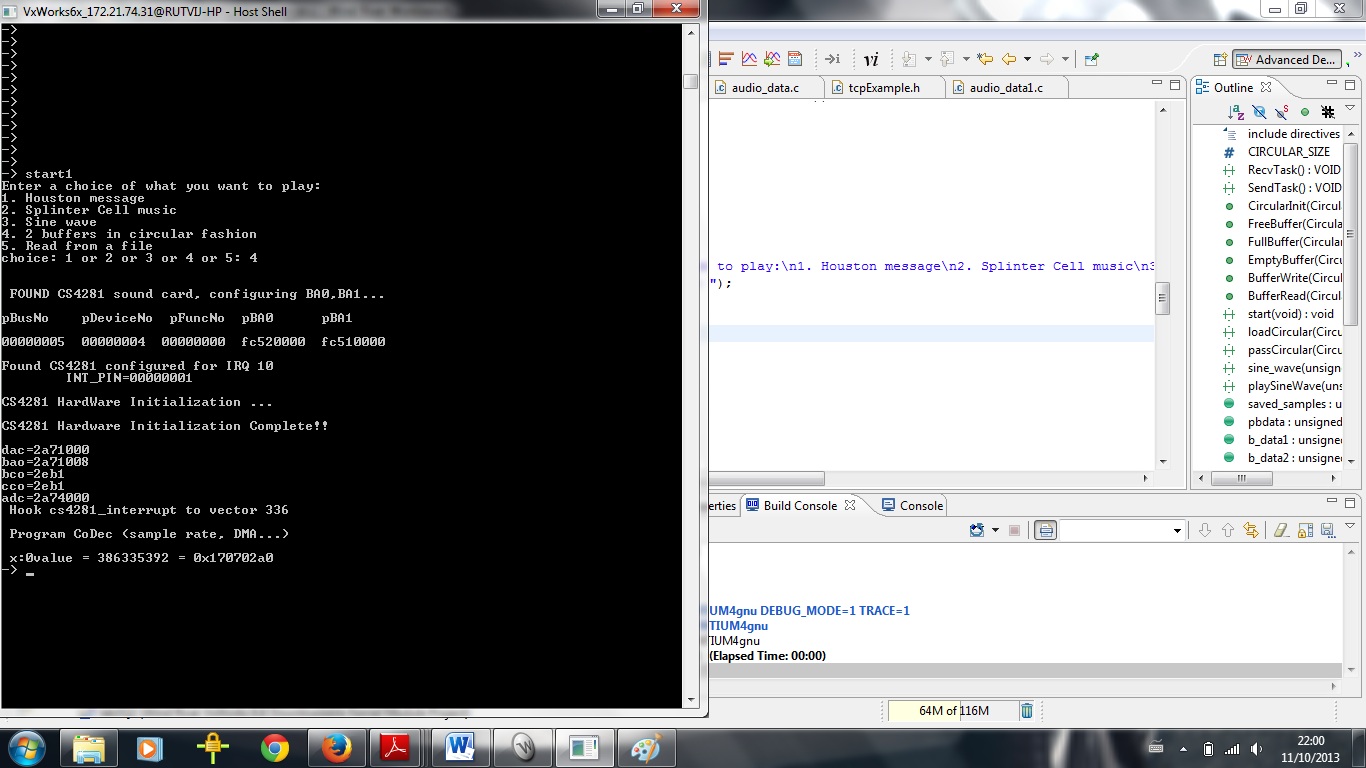 VxWorks6x_172.21.74.31@RUTVIJ-HP - Host Shell
->
->
->
->
->
->
->
->
->
->
->
->
-> start1
Enter a choice of what you want to play:
1. Houston message
2. Splinter Cell music
3. Sine wave
4. 2 buffers in circular fashion
5. Read from a file
choice: 1 or 2 or 3 or 4 or 5: 4
FOUND CS4281 sound card, configuring BA0,BA1...
pBusNo pDeviceNo pFuncNo pBA0 pBA1
00000005 00000004 00000000 fc520000 fc510000
Found CS4281 configured for IRQ 10
INT_PIN=00000001
CS4281 HardWare Initialization ...
CS4281 Hardware Initialization Complete!!
dac=2a71000
bao=2a71008
bco=2eb1
cco=2eb1
adc=2a74000
Hook cs4281_interrupt to vector 336
Program CoDec (sample rate, DMA...)
x:0value = 386335392 = 0x170702a0
-> _
vi
Advanced De...
audio_data.c tcpExample.h audio_data1.c
to play:\n1. Houston message\n2. Splinter Cell music\n3
");
Outline
include directives
CIRCULAR_SIZE
RecvTask() : VOID
SendTask() : VOID
CircularInit(Circul
FreeBuffer(Circula
FullBuffer(Circular
EmptyBuffer(Circ
BufferWrite(Circul
BufferRead(Circul
start(void) : void
loadCircular(Circu
passCircular(Circu
sine_wave(unsign
playSineWave(uns
saved_samples : u
pbdata : unsigned
b_data1 : unsigne
b_data2 : unsigne
erties Build Console Console
UM4gnu DEBUG_MODE=1 TRACE=1
TIUM4gnu
TIUM4gnu
(Elapsed Time: 00:00)
64M of 116M
22:00
11/10/2013